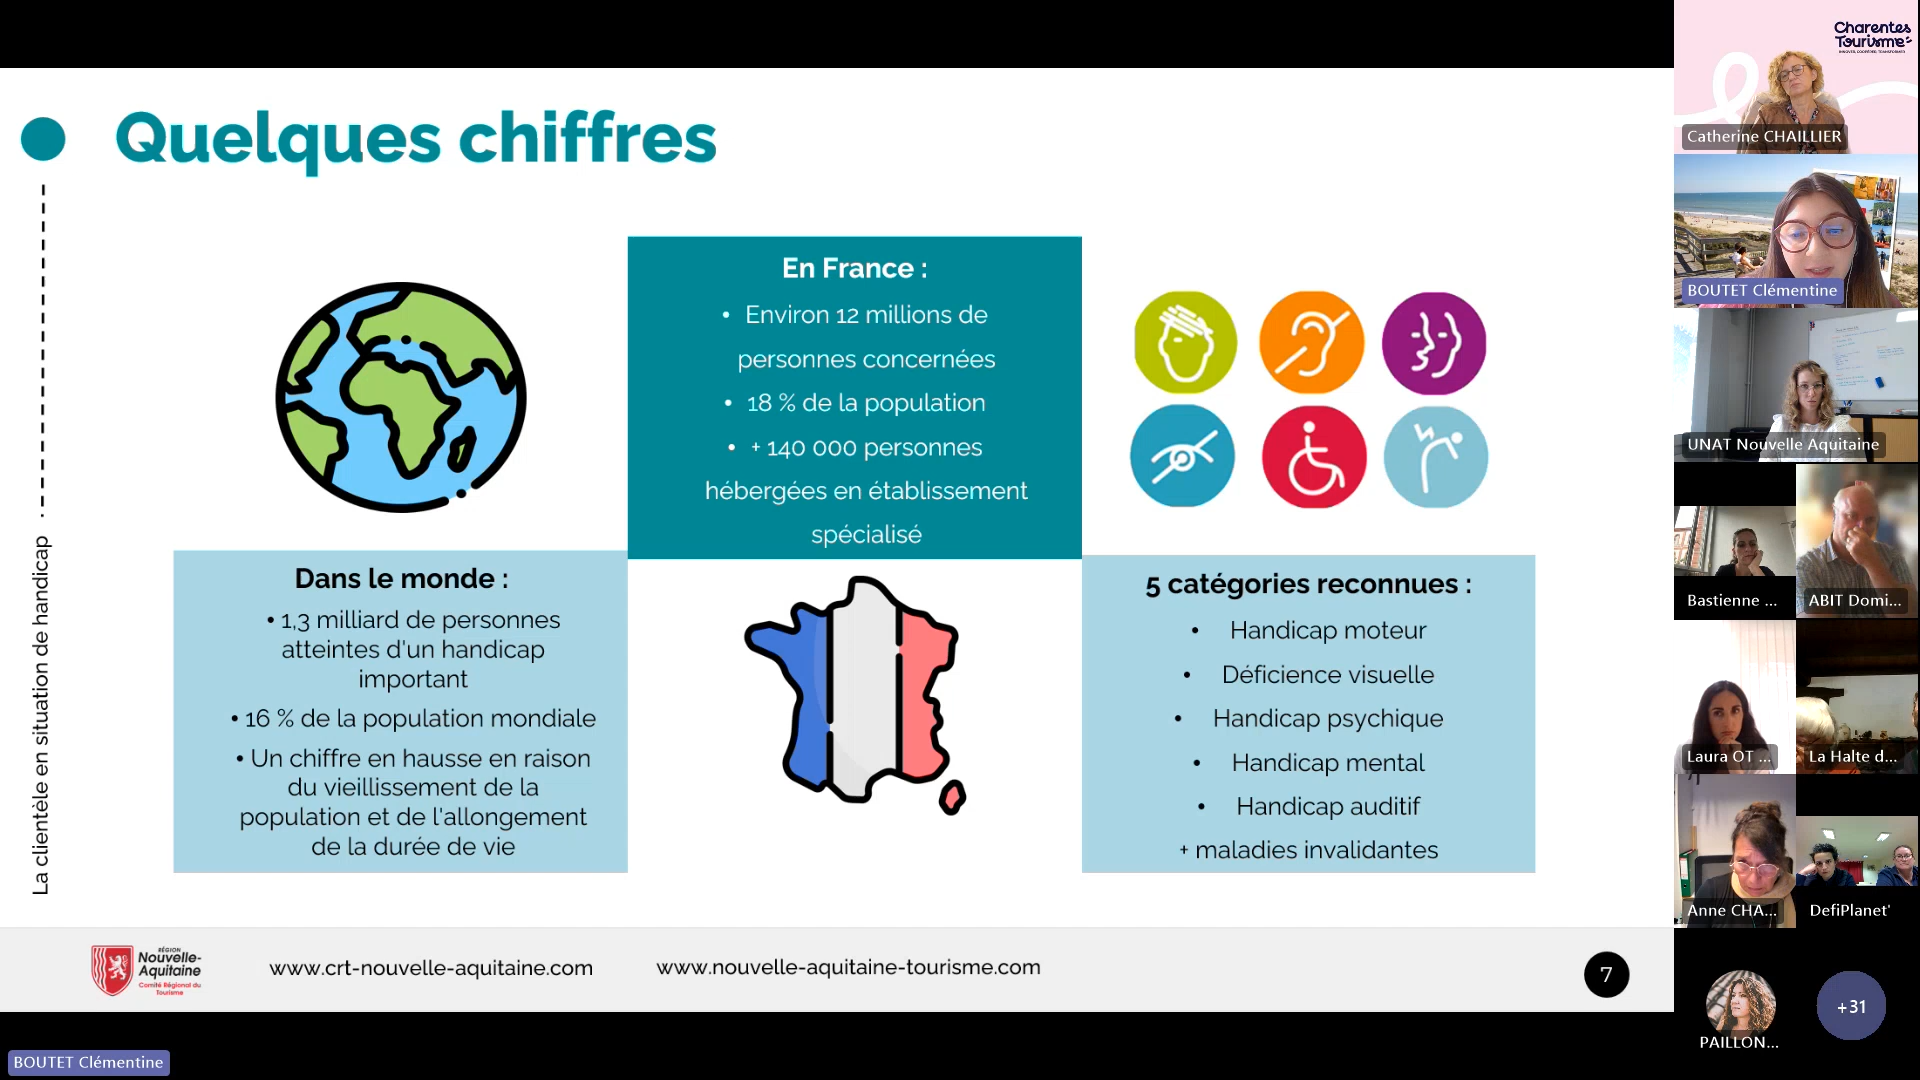 Quelques chiffres
La clientèle en situation de handicap
En France :
• Environ 12 millions de
personnes concernées
• 18 % de la population
• + 140 000 personnes
hébergées en établissement
spécialisé
Dans le monde :
• 1,3 milliard de personnes
atteintes d'un handicap
important
• 16 % de la population mondiale
• Un chiffre en hausse en raison
du vieillissement de la
population et de l'allongement
de la durée de vie
5 catégories reconnues :
• Handicap moteur
• Déficience visuelle
• Handicap psychique
• Handicap mental
• Handicap auditif
+ maladies invalidantes
RÉGION
Nouvelle-
Aquitaine
Comité Régional du
Tourisme
www.crt-nouvelle-aquitaine.com
www.nouvelle-aquitaine-tourisme.com
7
BOUTET Clémentine
Charentes
Tourisme
Catherine CHAILLIER
BOUTET Clémentine
UNAT Nouvelle Aquitaine
Bastienne ...
ABIT Domi...
Laura OT ...
La Halte d...
Anne CHA...
DefiPlanet'
PAILLON...
+31